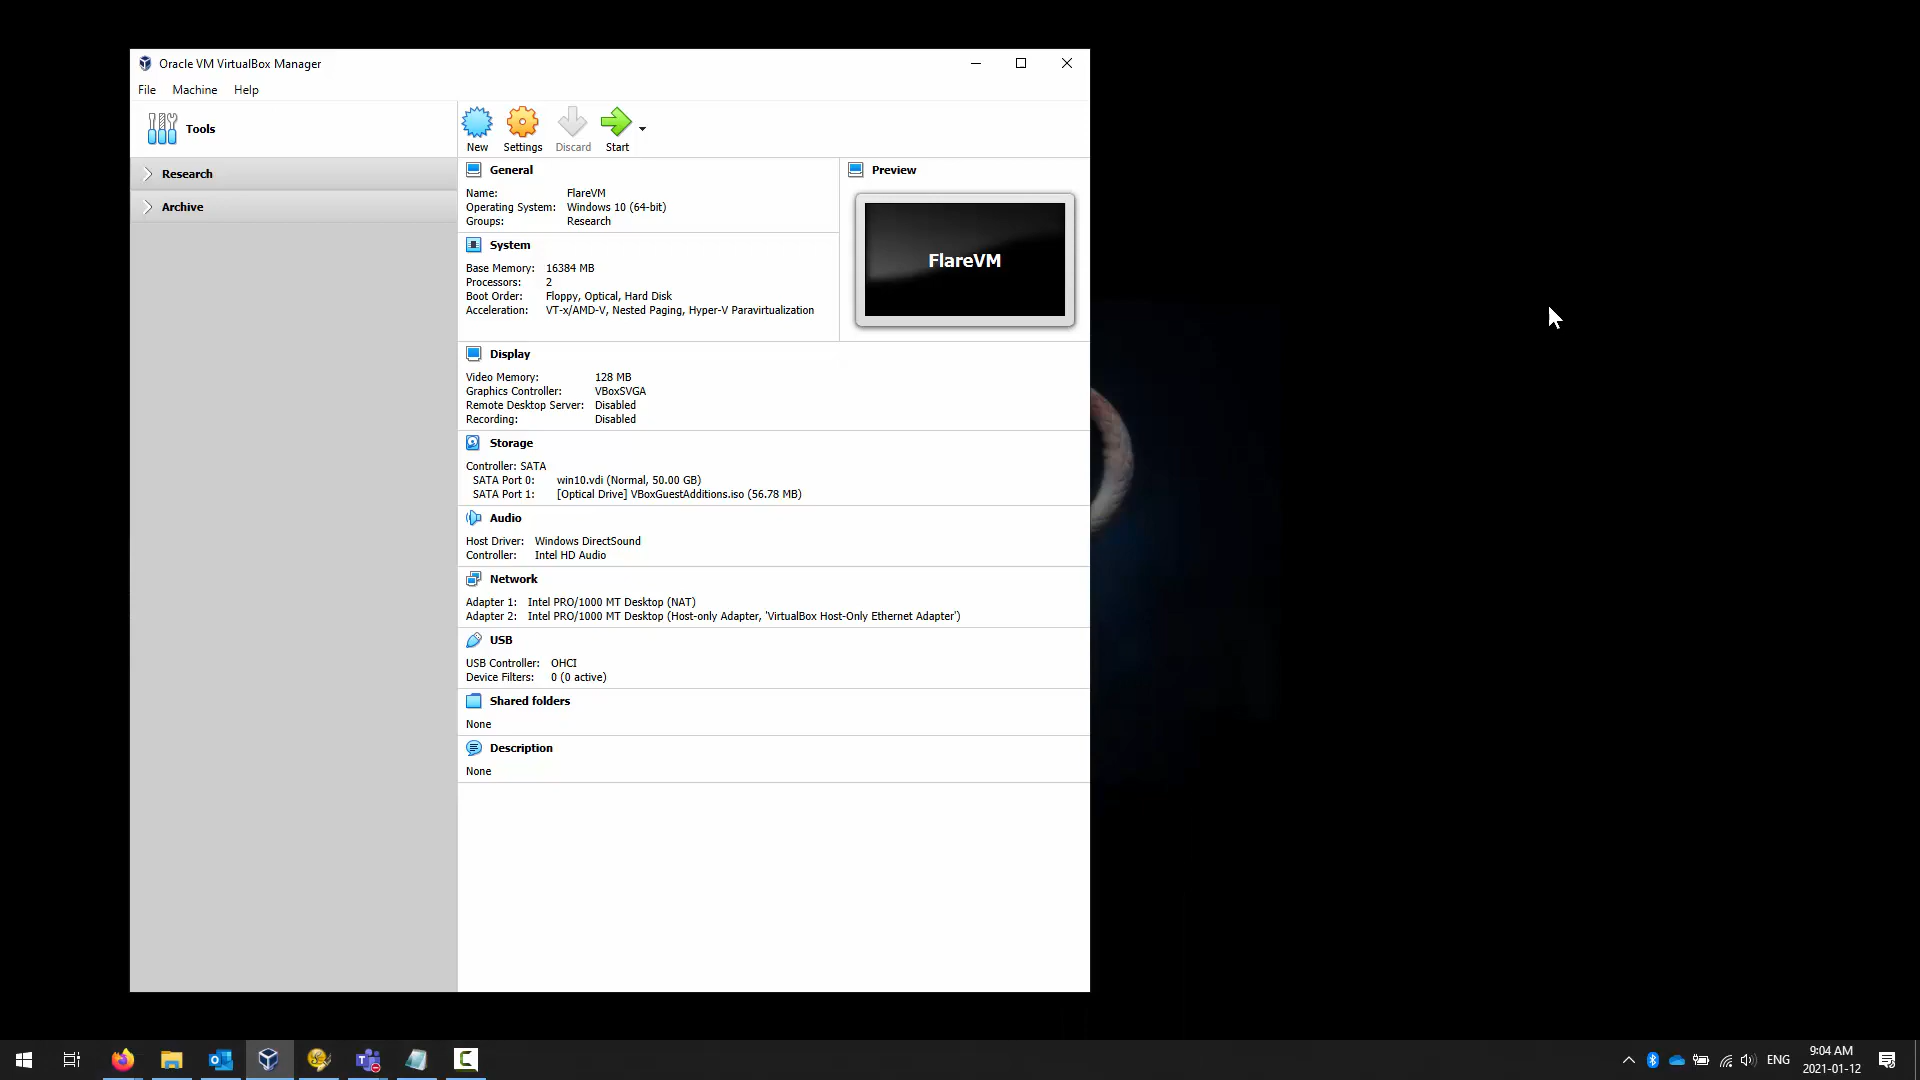 Oracle VM VirtualBox Manager
File Machine Help
Tools
New Settings Discard Start
Research
Archive
General
Name: FlareVM
Operating System: Windows 10 (64-bit)
Groups: Research
Preview
FlareVM
System
Base Memory: 16384 MB
Processors: 2
Boot Order: Floppy, Optical, Hard Disk
Acceleration: VT-x/AMD-V, Nested Paging, Hyper-V Paravirtualization
Display
Video Memory: 128 MB
Graphics Controller: VBoxSVGA
Remote Desktop Server: Disabled
Recording: Disabled
Storage
Controller: SATA
SATA Port 0: win10.vdi (Normal, 50.00 GB)
SATA Port 1: [Optical Drive] VBoxGuestAdditions.iso (56.78 MB)
Audio
Host Driver: Windows DirectSound
Controller: Intel HD Audio
Network
Adapter 1: Intel PRO/1000 MT Desktop (NAT)
Adapter 2: Intel PRO/1000 MT Desktop (Host-only Adapter, 'VirtualBox Host-Only Ethernet Adapter')
USB
USB Controller: OHCI
Device Filters: 0 (0 active)
Shared folders
None
Description
None
ENG
9:04 AM
2021-01-12